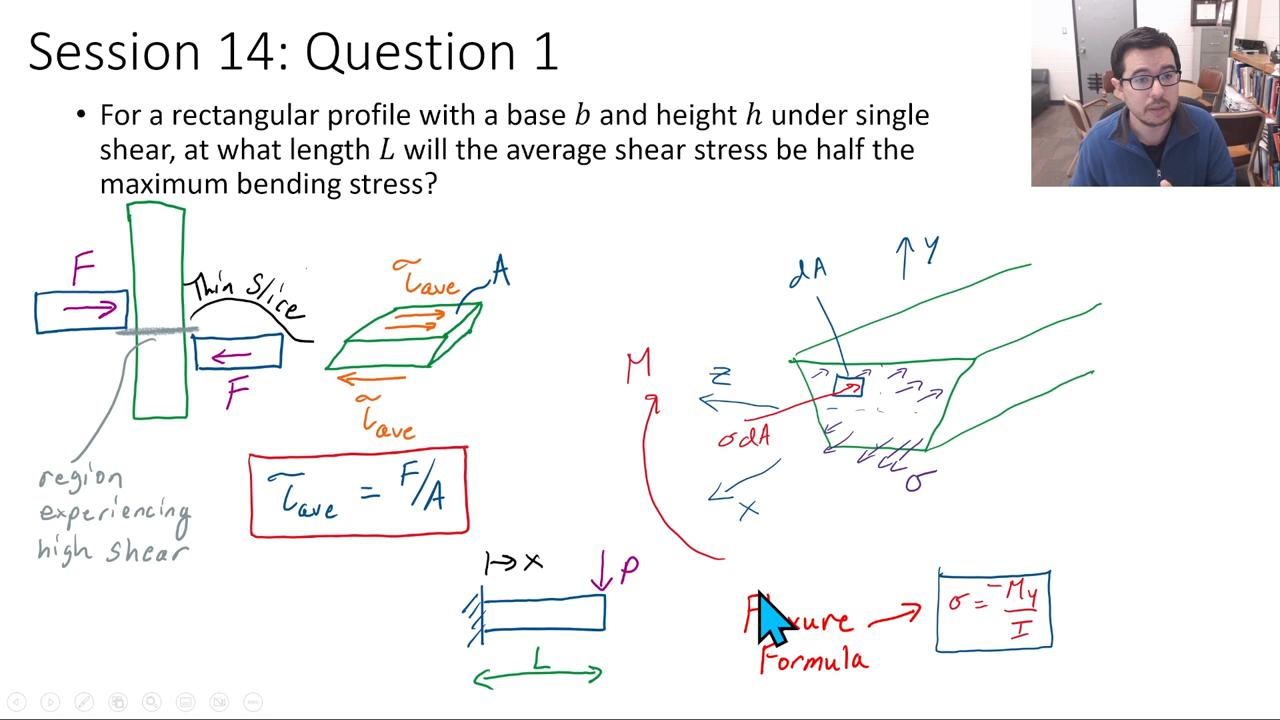 Session 14: Question 1
• For a rectangular profile with a base b and height h under single
shear, at what length L will the average shear stress be half the
maximum bending stress?
F
Thin Slice
F
τave
A
τave
τave = F/A
region
experiencing
high shear
x
P
L
dA
y
M
z
σdA
x
σ
Formula
σ = -My/I